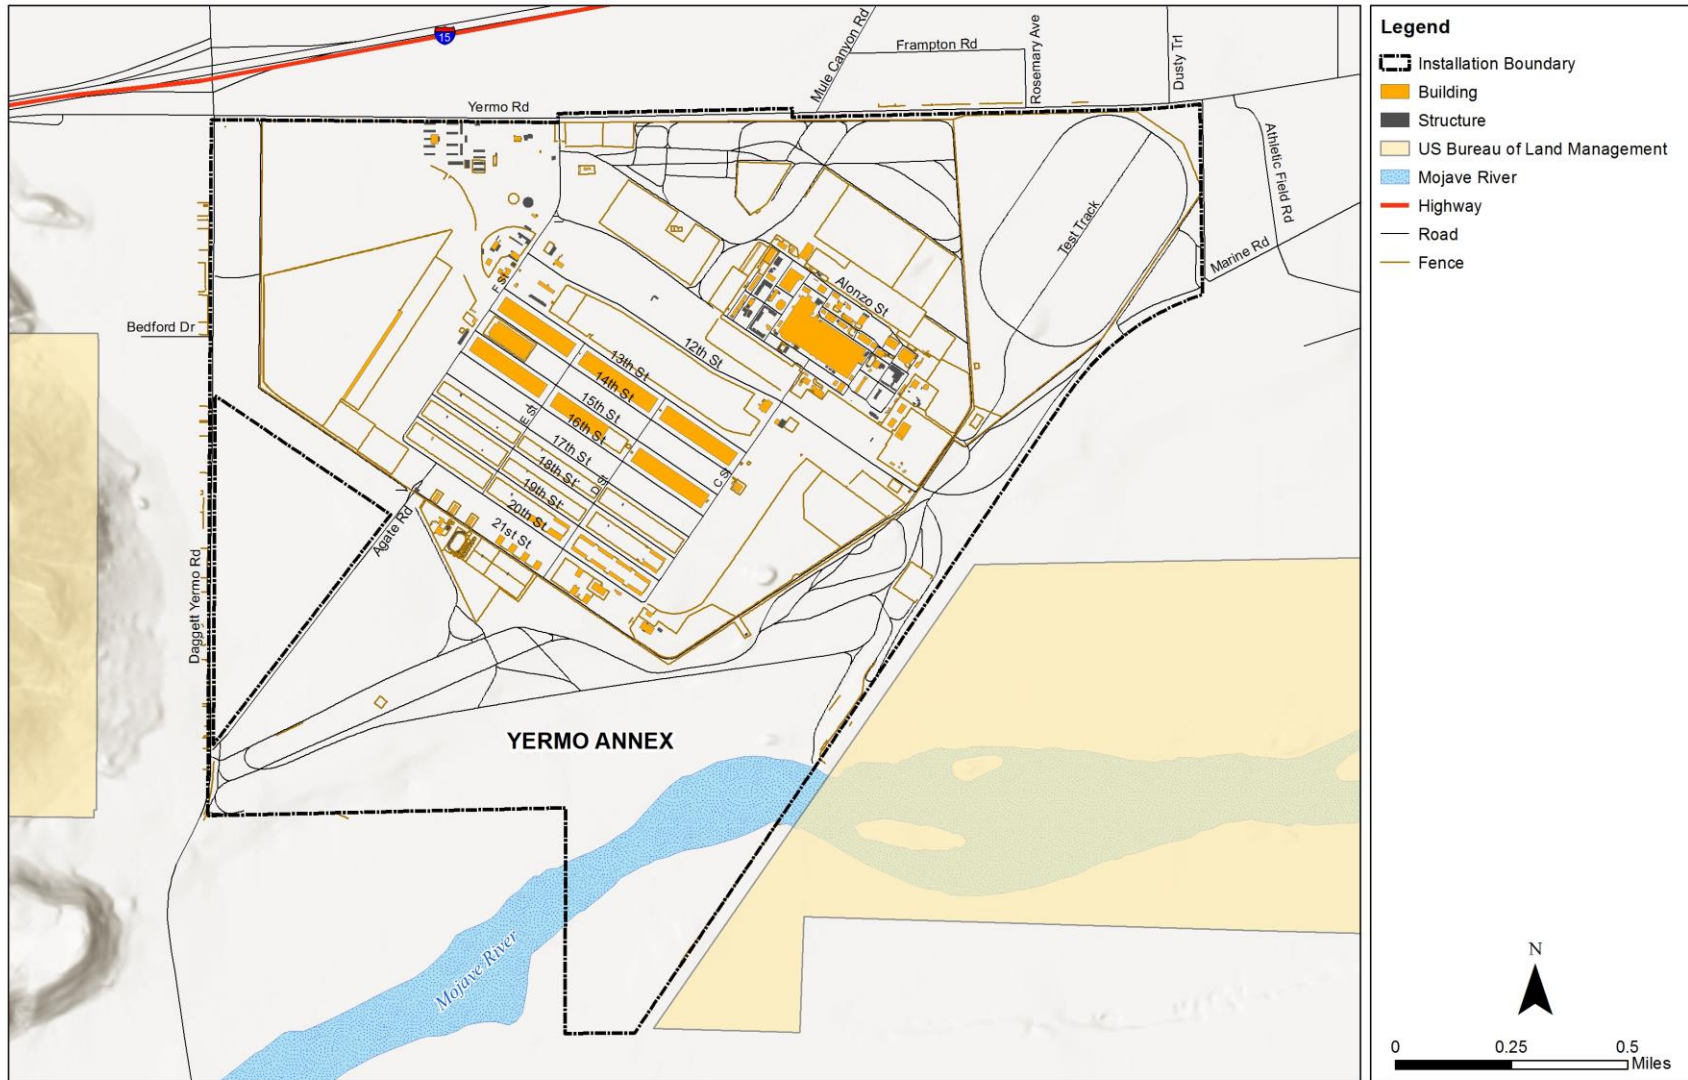 15
Frampton Rd
Mule Canyon Rd
Rosemary Ave
Dusty Trl
Yermo Rd
Athletic Field Rd
Test Track
Marine Rd
Alonzo St
F St
Bedford Dr
12th St
13th St
14th St
15th St
E St
16th St
17th St
18th St
D St
C St
19th St
20th St
21st St
Agate Rd
Daggett Yermo Rd
YERMO ANNEX
Mojave River
Legend
Installation Boundary
Building
Structure
US Bureau of Land Management
Mojave River
Highway
Road
Fence
N
0 0.25 0.5
Miles